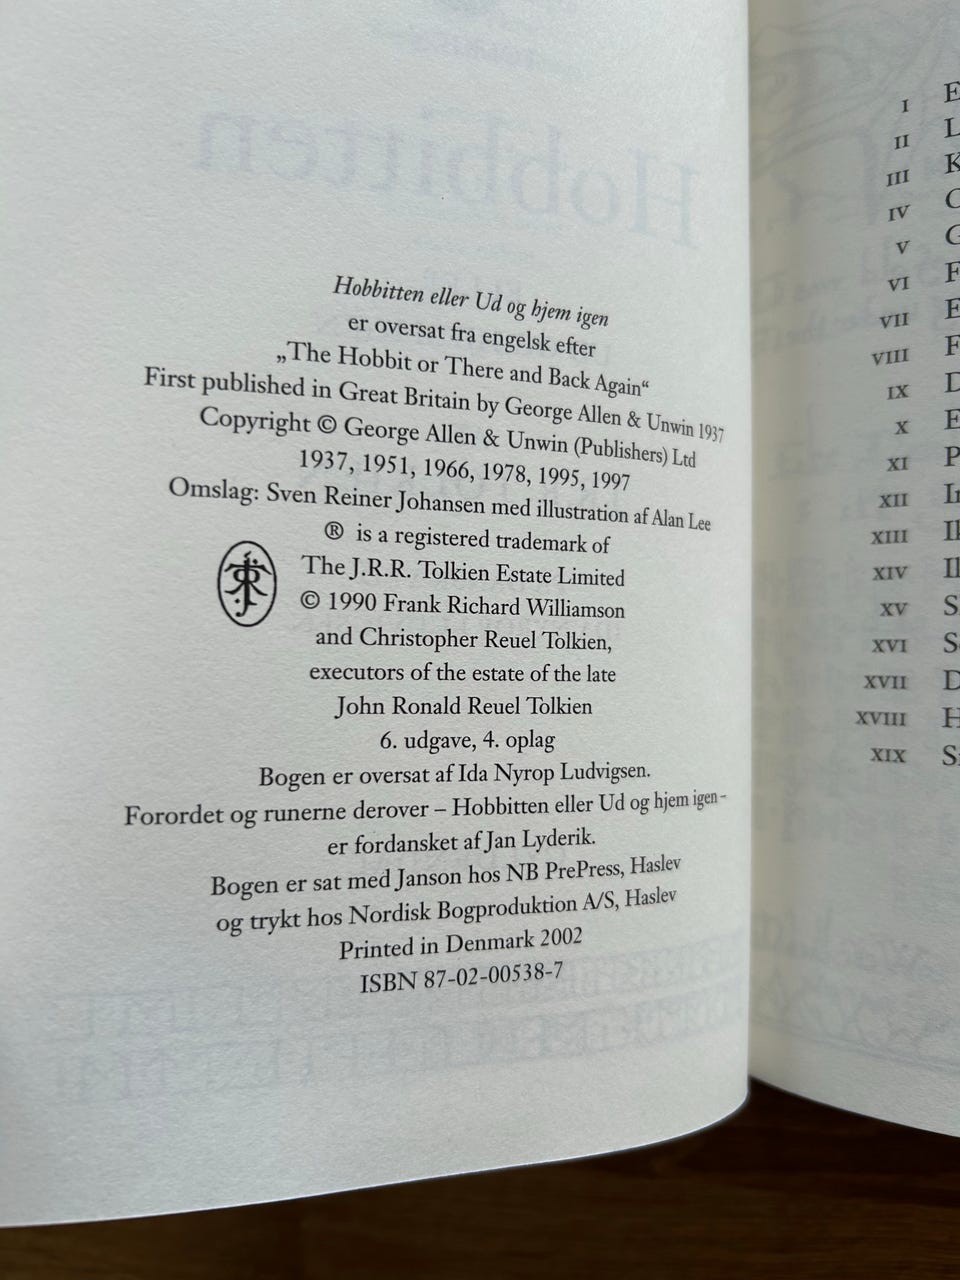 Hobbitten eller Ud og hjem igen
er oversat fra engelsk efter
„The Hobbit or There and Back Again“
First published in Great Britain by George Allen & Unwin 1937
Copyright © George Allen & Unwin (Publishers) Ltd
1937, 1951, 1966, 1978, 1995, 1997
Omslag: Sven Reiner Johansen med illustration af Alan Lee
® is a registered trademark of
The J.R.R. Tolkien Estate Limited
© 1990 Frank Richard Williamson
and Christopher Reuel Tolkien,
executors of the estate of the late
John Ronald Reuel Tolkien
6. udgave, 4. oplag
Bogen er oversat af Ida Nyrop Ludvigsen.
Forordet og runerne derover – Hobbitten eller Ud og hjem igen –
er fordansket af Jan Lyderik.
Bogen er sat med Janson hos NB PrePress, Haslev
og trykt hos Nordisk Bogproduktion A/S, Haslev
Printed in Denmark 2002
ISBN 87-02-00538-7
I
II
III
IV
V
VI
VII
VIII
IX
X
XI
XII
XIII
XIV
XV
XVI
XVII
XVIII
XIX